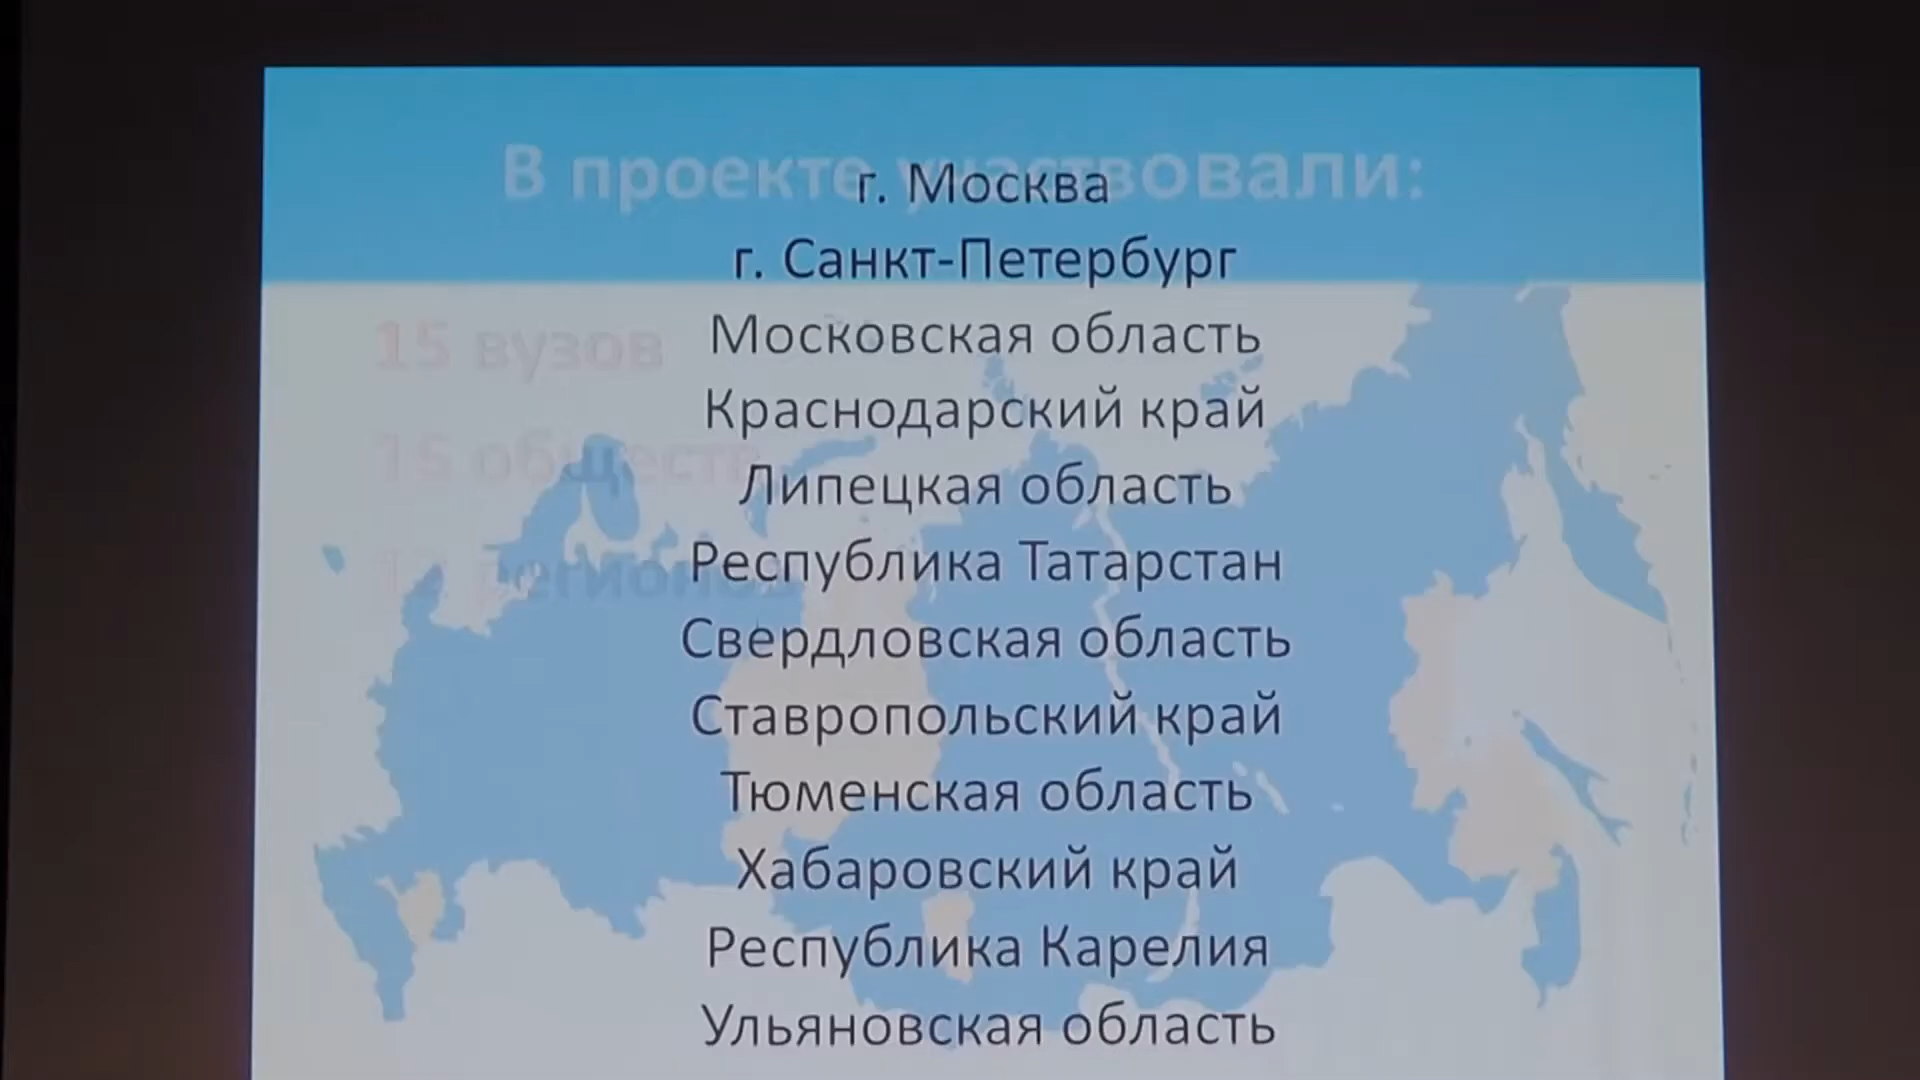 В проекте участвовали:
15 вузов
регионов
г. Москва
г. Санкт-Петербург
Московская область
Краснодарский край
Липецкая область
Республика Татарстан
Свердловская область
Ставропольский край
Тюменская область
Хабаровский край
Республика Карелия
Ульяновская область